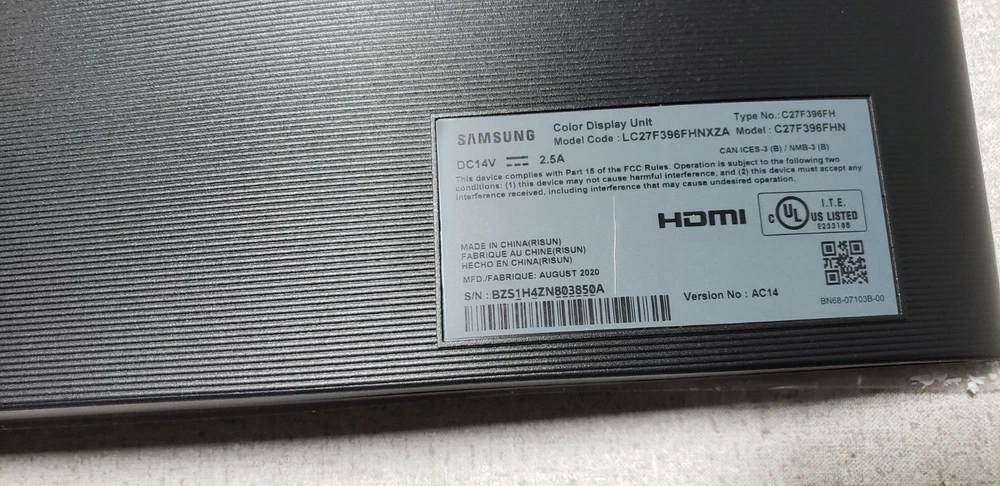 SAMSUNG Color Display Unit Type No.:C27F396FH
Model Code : LC27F396FHNXZA Model : C27F396FHN
DC14V 2.5A CAN ICES-3 (B) / NMB-3 (B)
This device complies with Part 15 of the FCC Rules. Operation is subject to the following two
conditions: (1) this device may not cause harmful interference, and (2) this device must accept any
interference received, including interference that may cause undesired operation.
HDMI
C UL US LISTED
I.T.E.
E233185
MADE IN CHINA(RISUN)
FABRIQUE AU CHINE(RISUN)
HECHO EN CHINA(RISUN)
MFD./FABRIQUE: AUGUST 2020
S/N : BZS1H4ZN803850A
Version No : AC14
BN68-07103B-00